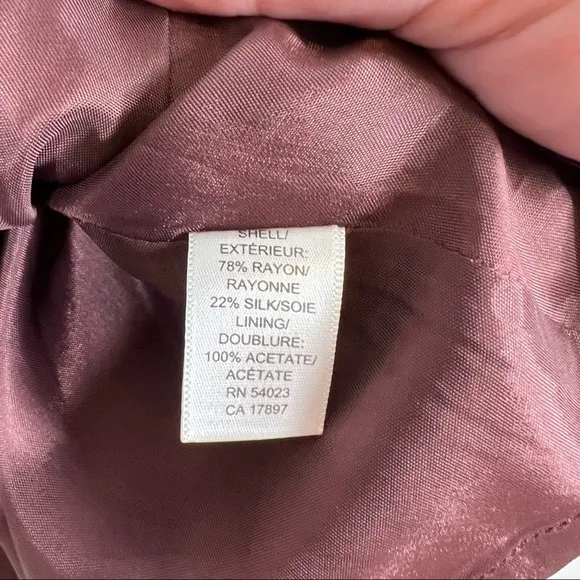 SHELL/
EXTÉRIEUR:
78% RAYON/
RAYONNE
22% SILK/SOIE
LINING/
DOUBLURE:
100% ACETATE/
ACÉTATE
RN 54023
CA 17897